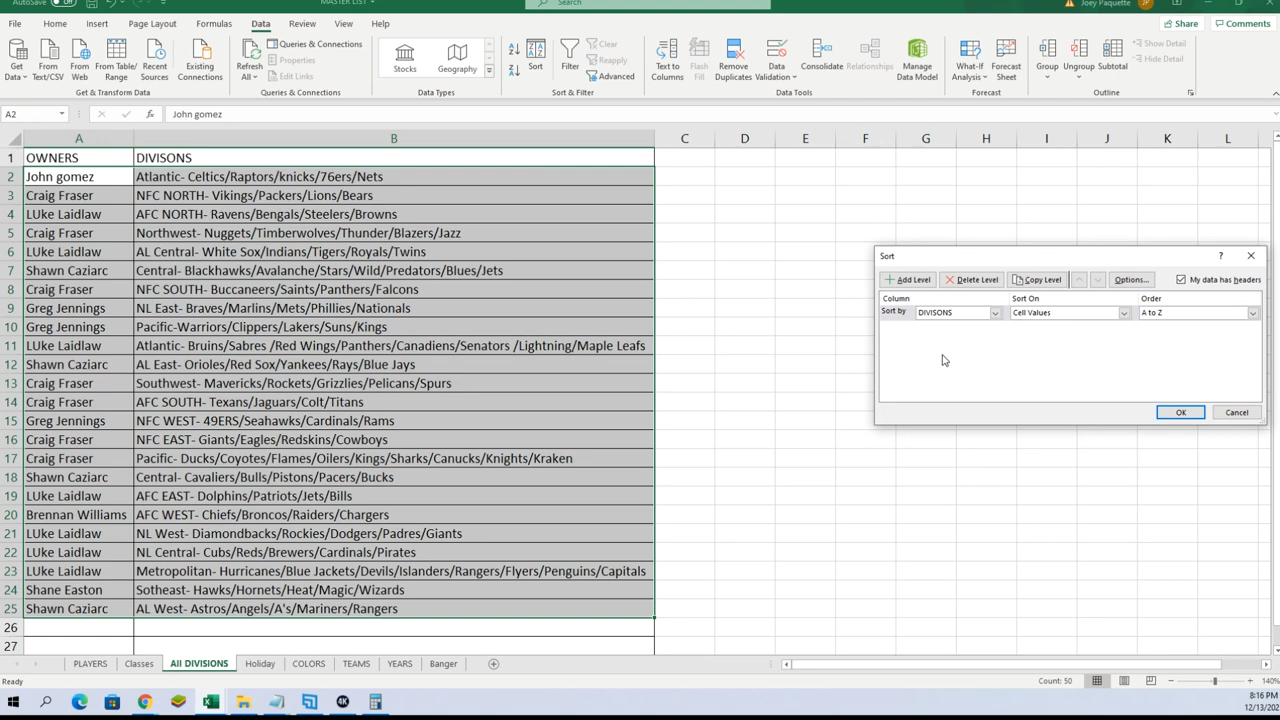 AutoSave Off MASTER LIST Search Joey Paquette JP
File Home Insert Page Layout Formulas Data Review View Help Share Comments
Get Data From Text/CSV From Web From Table/Range Recent Sources Existing Connections Refresh All Queries & Connections Properties Edit Links Stocks Geography Sort Filter Clear Reapply Advanced Text to Columns Flash Fill Remove Duplicates Data Validation Consolidate Relationships Manage Data Model What-If Analysis Forecast Sheet Group Ungroup Subtotal Show Detail Hide Detail
Get & Transform Data Queries & Connections Data Types Sort & Filter Data Tools Forecast Outline
A2 fx John gomez
A B C D E F G H I J K L
1 OWNERS DIVISONS
2 John gomez Atlantic- Celtics/Raptors/knicks/76ers/Nets
3 Craig Fraser NFC NORTH- Vikings/Packers/Lions/Bears
4 LUke Laidlaw AFC NORTH- Ravens/Bengals/Steelers/Browns
5 Craig Fraser Northwest- Nuggets/Timberwolves/Thunder/Blazers/Jazz
6 LUke Laidlaw AL Central- White Sox/Indians/Tigers/Royals/Twins
7 Shawn Caziarc Central- Blackhawks/Avalanche/Stars/Wild/Predators/Blues/Jets
8 Craig Fraser NFC SOUTH- Buccaneers/Saints/Panthers/Falcons
9 Greg Jennings NL East- Braves/Marlins/Mets/Phillies/Nationals
10 Greg Jennings Pacific-Warriors/Clippers/Lakers/Suns/Kings
11 LUke Laidlaw Atlantic- Bruins/Sabres /Red Wings/Panthers/Canadiens/Senators /Lightning/Maple Leafs
12 Shawn Caziarc AL East- Orioles/Red Sox/Yankees/Rays/Blue Jays
13 Craig Fraser Southwest- Mavericks/Rockets/Grizzlies/Pelicans/Spurs
14 Craig Fraser AFC SOUTH- Texans/Jaguars/Colt/Titans
15 Greg Jennings NFC WEST- 49ERS/Seahawks/Cardinals/Rams
16 Craig Fraser NFC EAST- Giants/Eagles/Redskins/Cowboys
17 Craig Fraser Pacific- Ducks/Coyotes/Flames/Oilers/Kings/Sharks/Canucks/Knights/Kraken
18 Shawn Caziarc Central- Cavaliers/Bulls/Pistons/Pacers/Bucks
19 LUke Laidlaw AFC EAST- Dolphins/Patriots/Jets/Bills
20 Brennan Williams AFC WEST- Chiefs/Broncos/Raiders/Chargers
21 LUke Laidlaw NL West- Diamondbacks/Rockies/Dodgers/Padres/Giants
22 LUke Laidlaw NL Central- Cubs/Reds/Brewers/Cardinals/Pirates
23 LUke Laidlaw Metropolitan- Hurricanes/Blue Jackets/Devils/Islanders/Rangers/Flyers/Penguins/Capitals
24 Shane Easton Sotheast- Hawks/Hornets/Heat/Magic/Wizards
25 Shawn Caziarc AL West- Astros/Angels/A's/Mariners/Rangers
26
27
Sort ?
Add Level Delete Level Copy Level Options... My data has headers
Column Sort On Order
Sort by DIVISONS Cell Values A to Z
OK Cancel
PLAYERS Classes All DIVISIONS Holiday COLORS TEAMS YEARS Banger
Ready Count: 50 140%
4K 8:16 PM
12/13/202